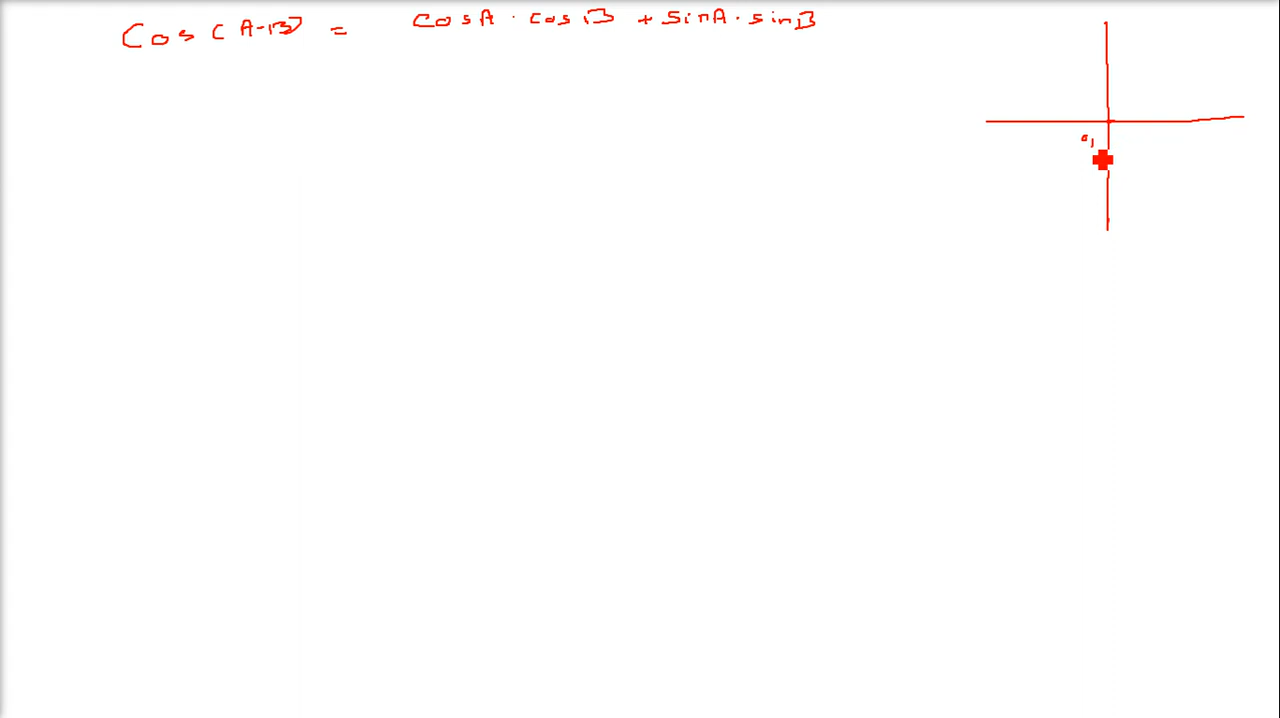 Cos(A-B) = CosA · CosB + SinA · sinB